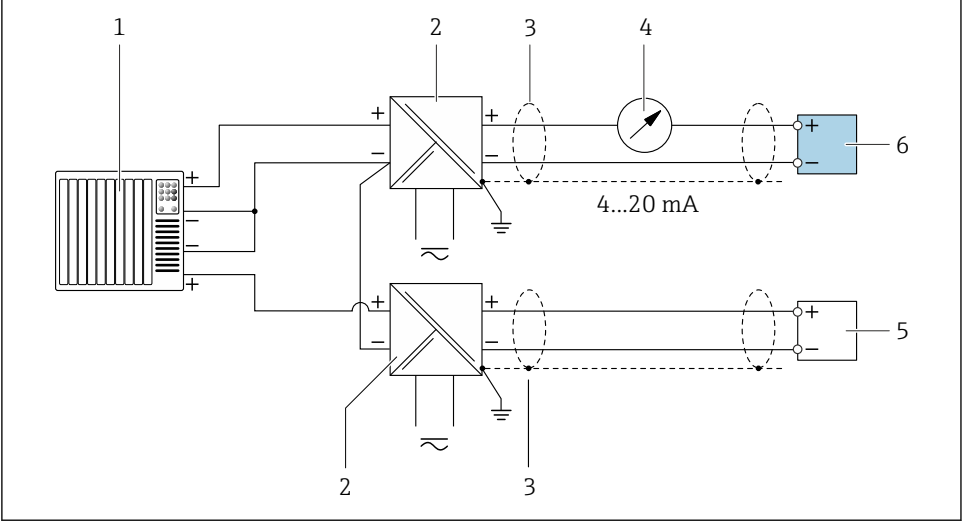 1 2 3 4
+ + +
− − − 6
+
4...20 mA
−
−
+
+ + +
− − − 5
2 3